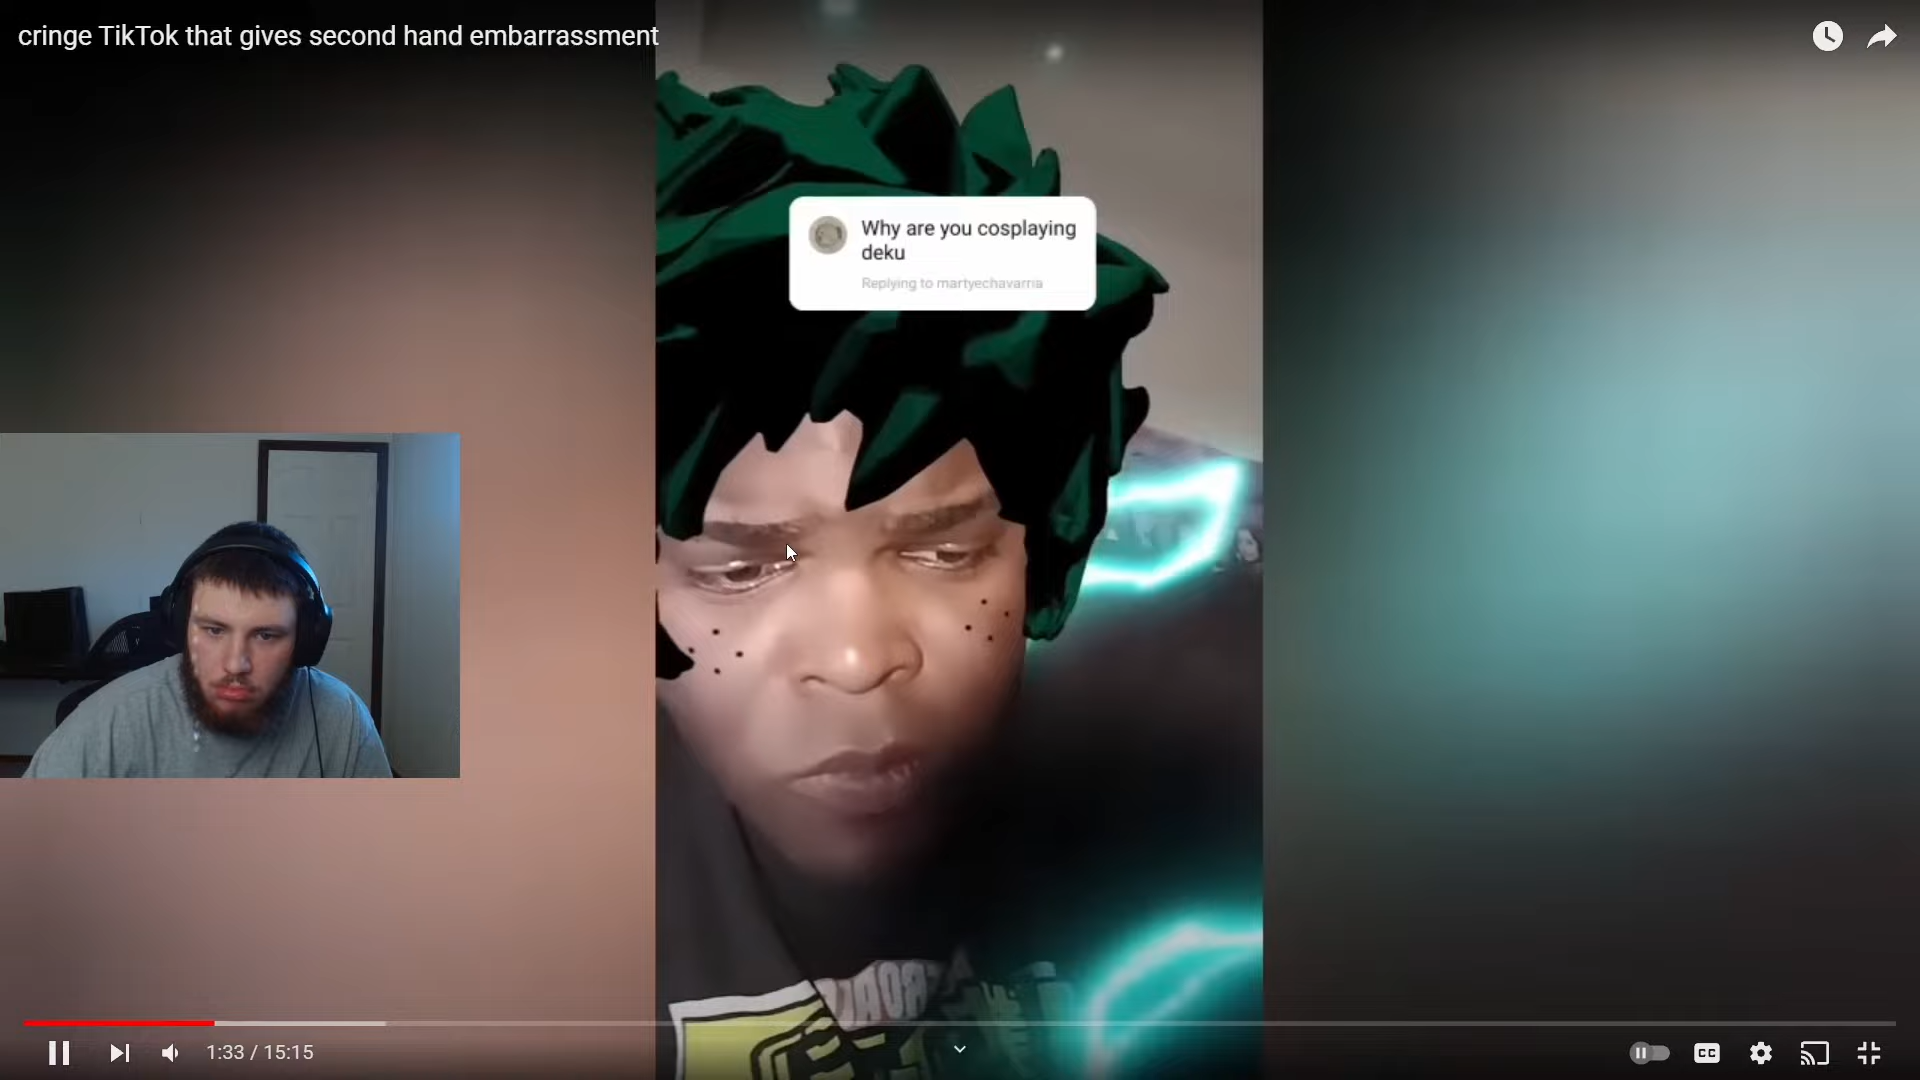 cringe TikTok that gives second hand embarrassment
Why are you cosplaying
deku
Replying to martyechavarria
1:33 / 15:15
CC